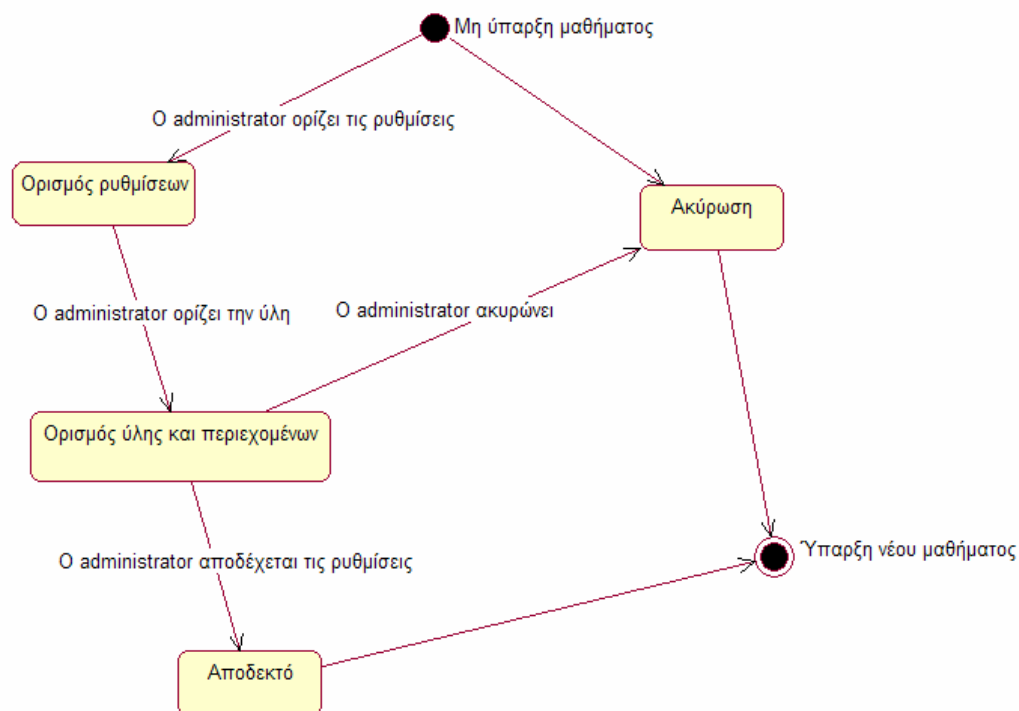 Μη ύπαρξη μαθήματος
Ο administrator ορίζει τις ρυθμίσεις
Ορισμός ρυθμίσεων
Ακύρωση
Ο administrator ορίζει την ύλη
Ο administrator ακυρώνει
Ορισμός ύλης και περιεχομένων
Ύπαρξη νέου μαθήματος
Ο administrator αποδέχεται τις ρυθμίσεις
Αποδεκτό